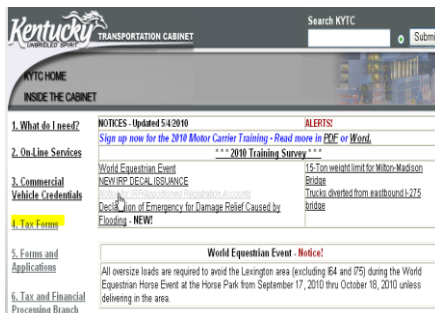 Kentucky
UNBRIDLED SPIRIT
TRANSPORTATION CABINET
Search KYTC
Submi
KYTC HOME
INSIDE THE CABINET
1. What do I need?
2. On-Line Services
3. Commercial
Vehicle Credentials
4. Tax Forms
5. Forms and
Applications
6. Tax and Financial
Processing Branch
NOTICES - Updated 5/4/2010
ALERTS!
Sign up now for the 2010 Motor Carrier Training - Read more in PDF or Word.
* * * 2010 Training Survey * * *
World Equestrian Event
NEW IRP DECAL ISSUANCE
Notice for IRP/Apportioned Registration Accounts
Declaration of Emergency for Damage Relief Caused by
Flooding - NEW!
15-Ton weight limit for Milton-Madison
Bridge
Trucks diverted from eastbound I-275
bridge
World Equestrian Event - Notice!
All oversize loads are required to avoid the Lexington area (excluding I64 and I75) during the World
Equestrian Horse Event at the Horse Park from September 17, 2010 thru October 18, 2010 unless
delivering in the area.